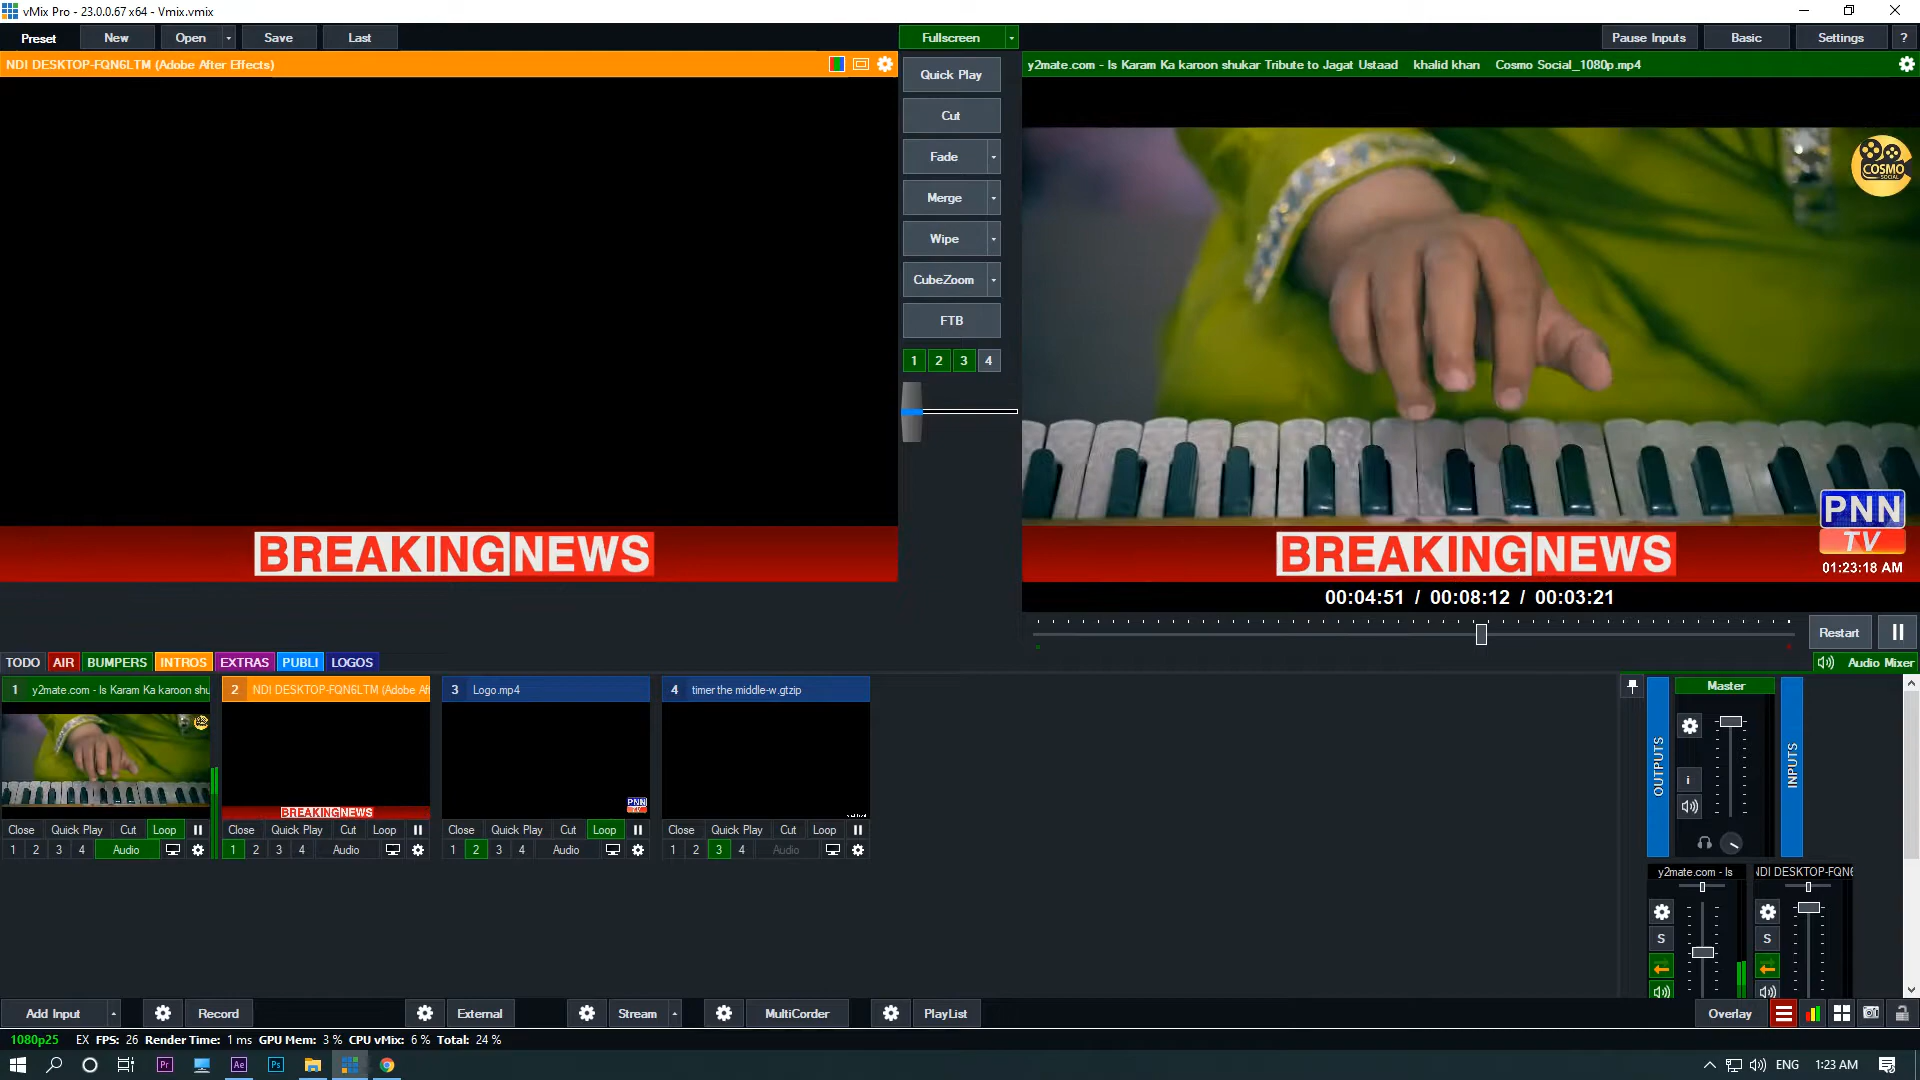 vMix Pro - 23.0.0.67 x64 - Vmix.vmix
Preset New Open Save Last Fullscreen Pause Inputs Basic Settings ?
NDI DESKTOP-FQN6LTM (Adobe After Effects)
y2mate.com - Is Karam Ka karoon shukar Tribute to Jagat Ustaad khalid khan Cosmo Social_1080p.mp4
Quick Play
Cut
Fade
Merge
Wipe
CubeZoom
FTB
1 2 3 4
COSMO
SOCIAL
BREAKINGNEWS
BREAKINGNEWS
PNN
TV
01:23:18 AM
00:04:51 / 00:08:12 / 00:03:21
Restart
TODO AIR BUMPERS INTROS EXTRAS PUBLI LOGOS
Audio Mixer
1 y2mate.com - Is Karam Ka karoon shu
2 NDI DESKTOP-FQN6LTM (Adobe Af
3 Logo.mp4
4 timer the middle-w.gtzip
Master
OUTPUTS
INPUTS
i
BREAKINGNEWS
PNN
Close Quick Play Cut Loop
Close Quick Play Cut Loop
Close Quick Play Cut Loop
Close Quick Play Cut Loop
1 2 3 4 Audio
1 2 3 4 Audio
1 2 3 4 Audio
1 2 3 4 Audio
y2mate.com - Is
NDI DESKTOP-FQN6
S
S
Add Input Record External Stream MultiCorder PlayList Overlay
1080p25 EX FPS: 26 Render Time: 1 ms GPU Mem: 3 % CPU vMix: 6 % Total: 24 %
Pr Ae Ps
ENG 1:23 AM